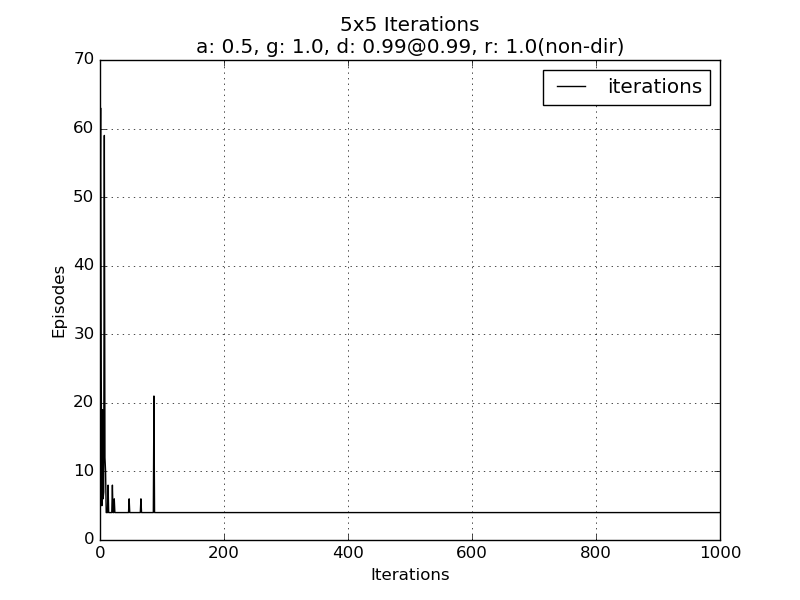 5x5 Iterations
a: 0.5, g: 1.0, d: 0.99@0.99, r: 1.0(non-dir)
iterations
70
60
50
40
30
20
10
0
Episodes
0 200 400 600 800 1000
Iterations